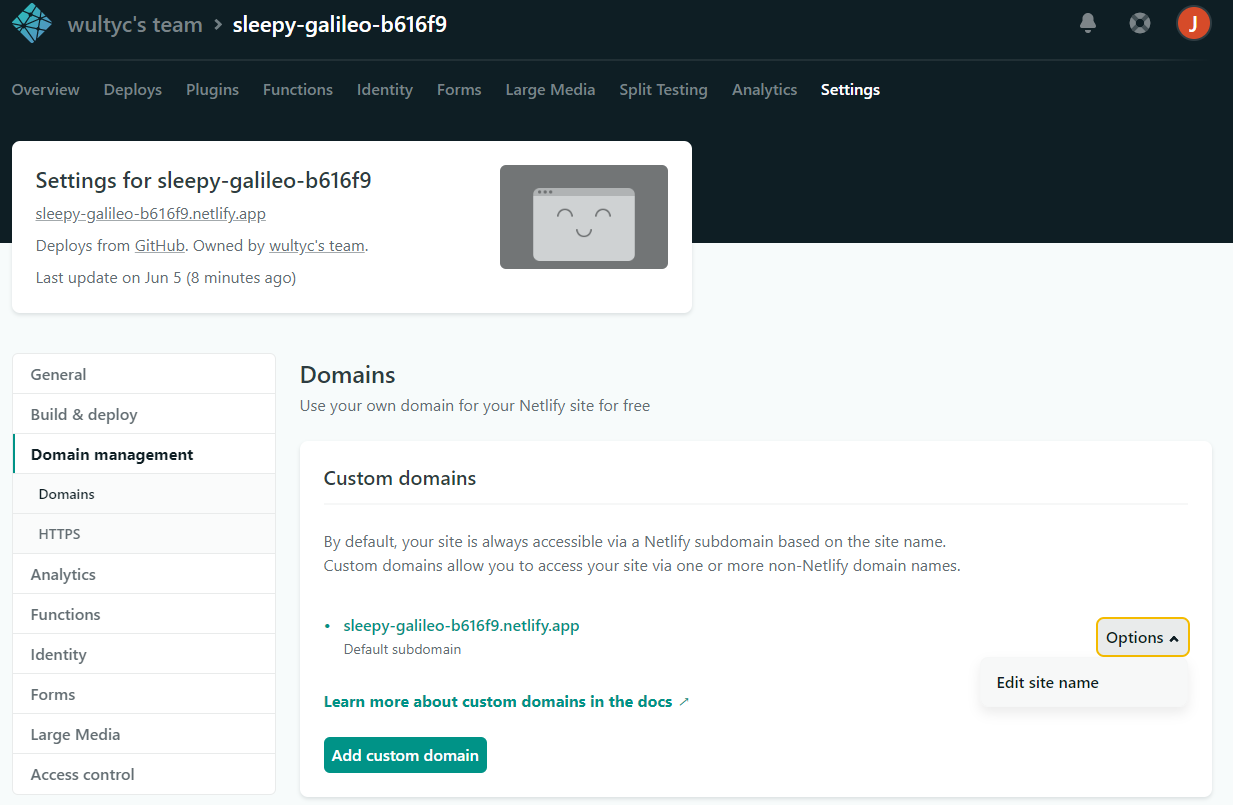 wultyc's team > sleepy-galileo-b616f9
J
Overview Deploys Plugins Functions Identity Forms Large Media Split Testing Analytics Settings
Settings for sleepy-galileo-b616f9
sleepy-galileo-b616f9.netlify.app
Deploys from GitHub. Owned by wultyc's team.
Last update on Jun 5 (8 minutes ago)
General
Build & deploy
Domain management
Domains
HTTPS
Analytics
Functions
Identity
Forms
Large Media
Access control
Domains
Use your own domain for your Netlify site for free
Custom domains
By default, your site is always accessible via a Netlify subdomain based on the site name.
Custom domains allow you to access your site via one or more non-Netlify domain names.
• sleepy-galileo-b616f9.netlify.app
Default subdomain
Options
Edit site name
Learn more about custom domains in the docs ↗
Add custom domain